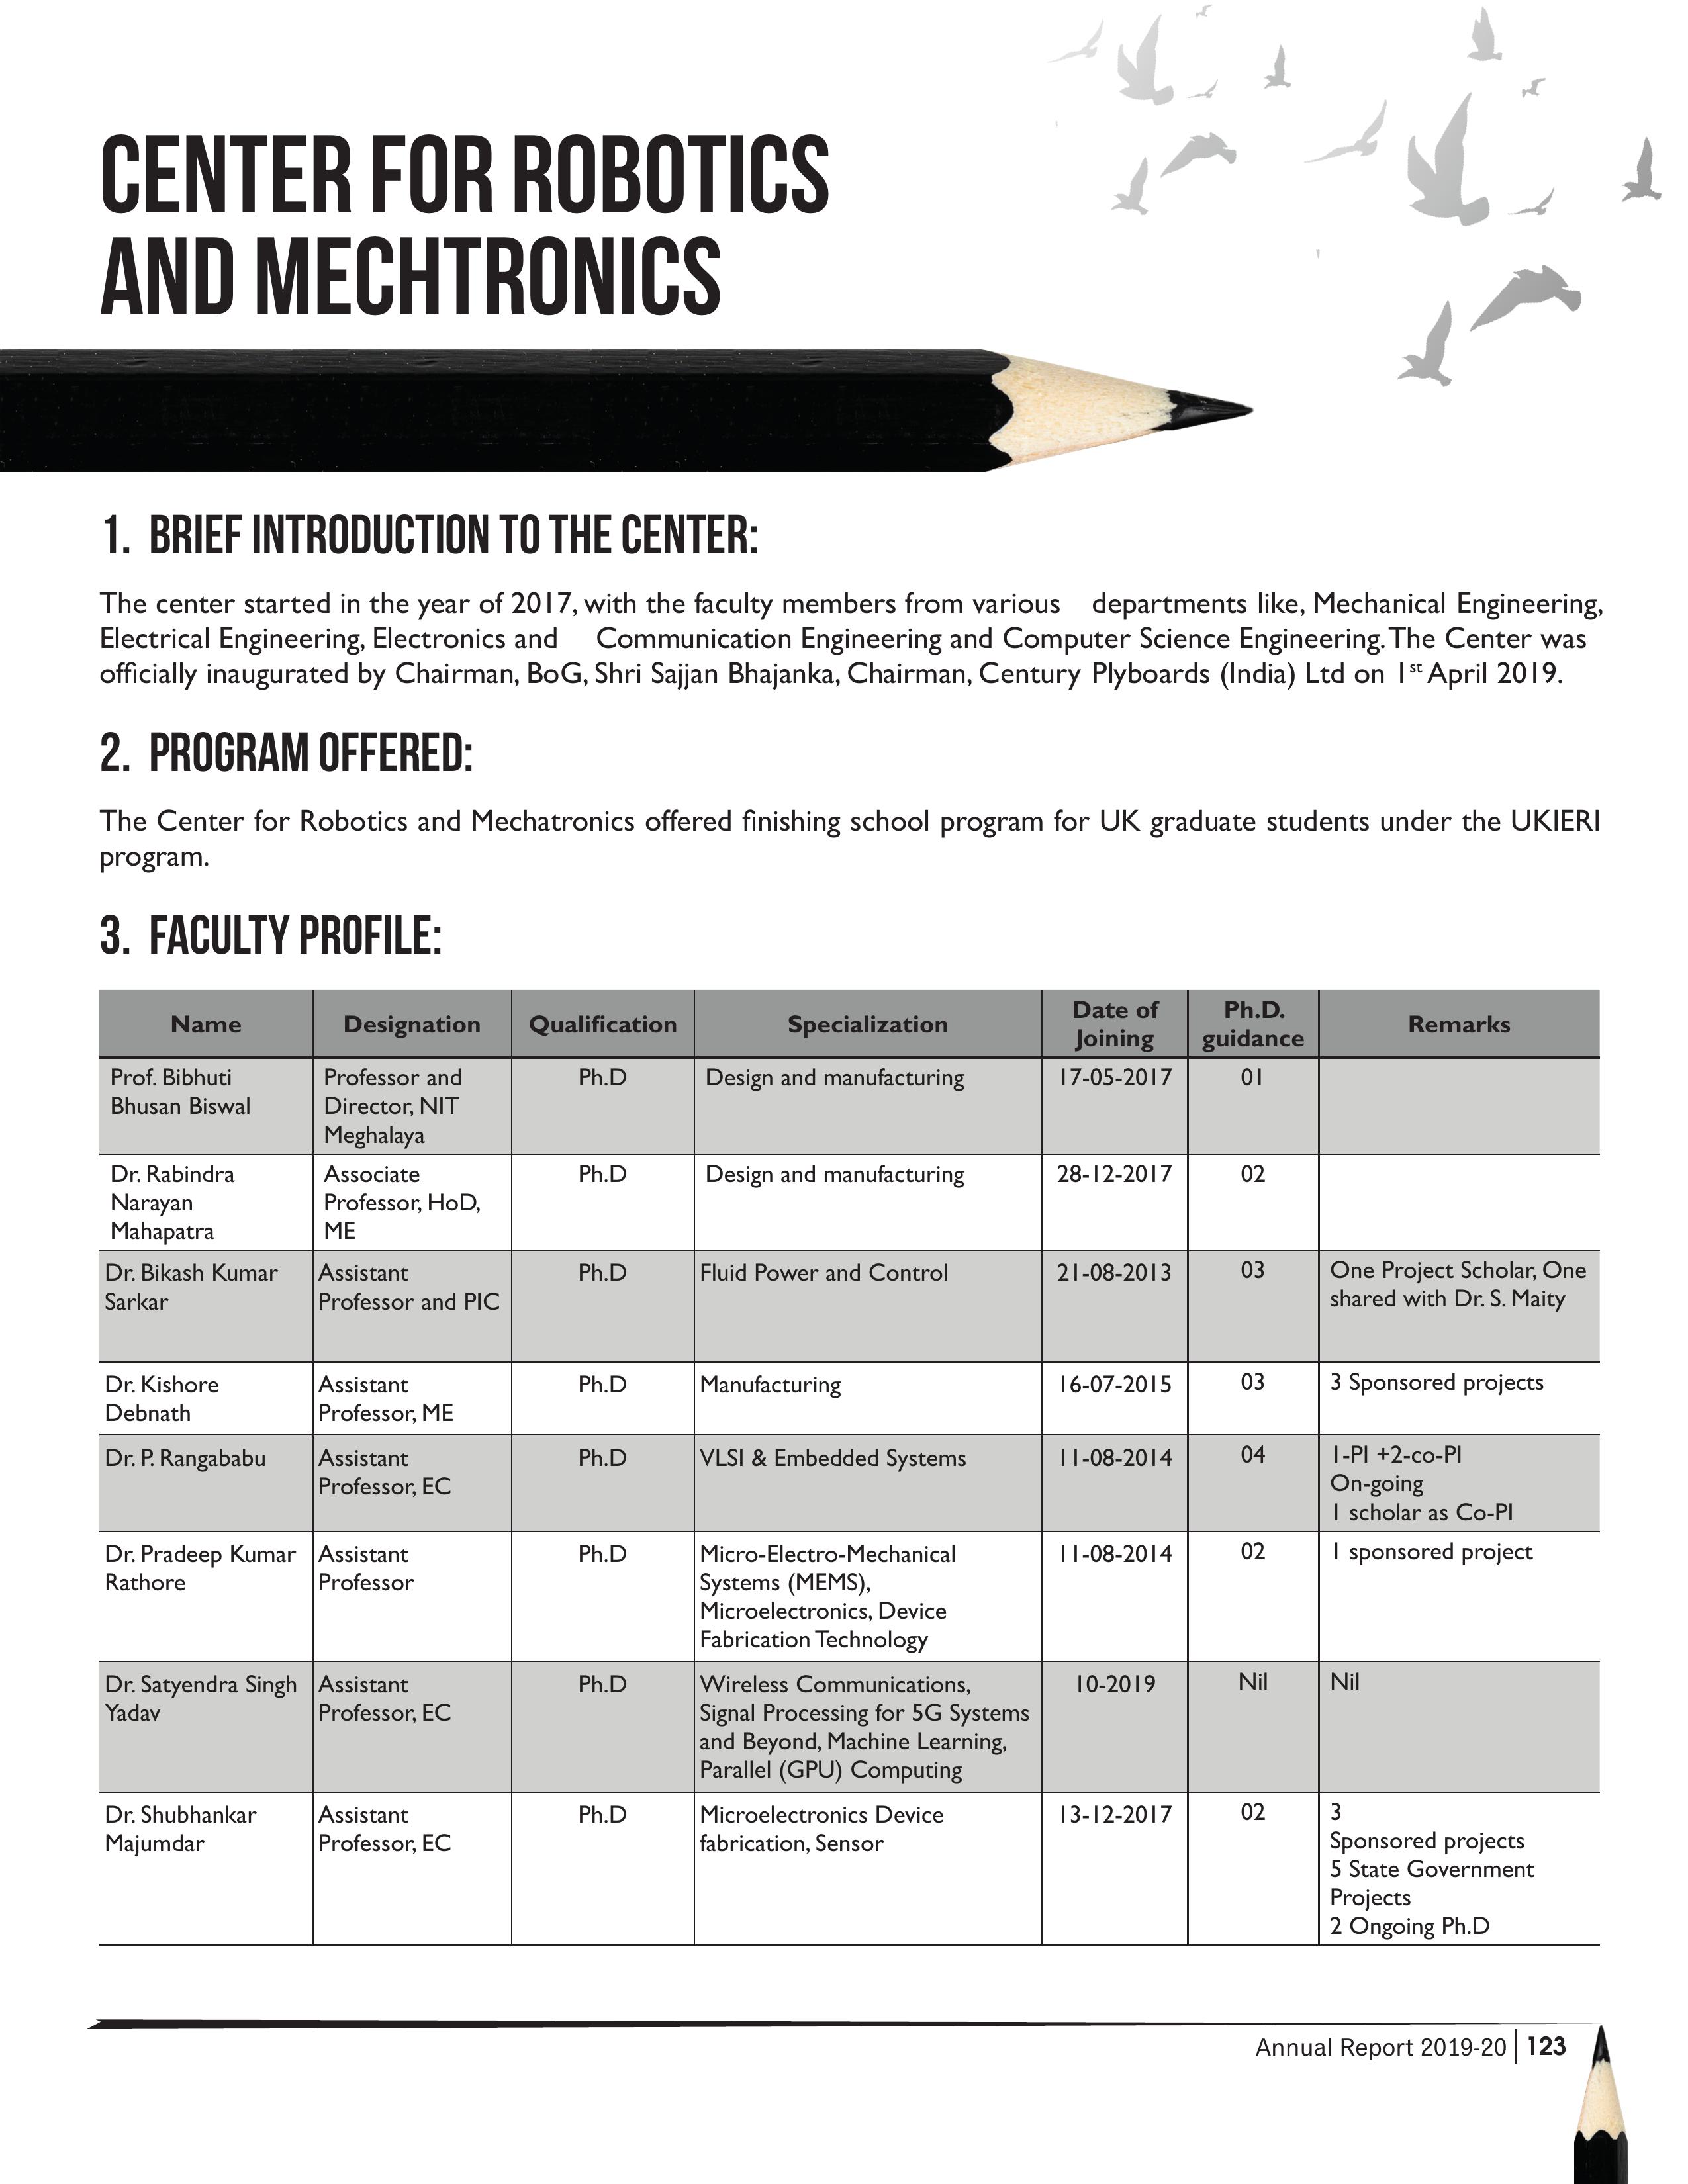 CENTER FOR ROBOTICS
AND MECHTRONICS
1. BRIEF INTRODUCTION TO THE CENTER:
The center started in the year of 2017, with the faculty members from various departments like, Mechanical Engineering,
Electrical Engineering, Electronics and Communication Engineering and Computer Science Engineering. The Center was
officially inaugurated by Chairman, BoG, Shri Sajjan Bhajanka, Chairman, Century Plyboards (India) Ltd on 1st April 2019.
2. PROGRAM OFFERED:
The Center for Robotics and Mechatronics offered finishing school program for UK graduate students under the UKIERI
program.
3. FACULTY PROFILE:
Name Designation Qualification Specialization Date of Joining Ph.D. guidance Remarks
Prof. Bibhuti Professor and Ph.D Design and manufacturing 17-05-2017 01
Bhusan Biswal Director, NIT
Meghalaya
Dr. Rabindra Associate Ph.D Design and manufacturing 28-12-2017 02
Narayan Professor, HoD,
Mahapatra ME
Dr. Bikash Kumar Assistant Ph.D Fluid Power and Control 21-08-2013 03 One Project Scholar, One
Sarkar Professor and PIC shared with Dr. S. Maity
Dr. Kishore Assistant Ph.D Manufacturing 16-07-2015 03 3 Sponsored projects
Debnath Professor, ME
Dr. P. Rangababu Assistant Ph.D VLSI & Embedded Systems 11-08-2014 04 1-PI +2-co-PI
Professor, EC On-going
1 scholar as Co-PI
Dr. Pradeep Kumar Assistant Ph.D Micro-Electro-Mechanical 11-08-2014 02 1 sponsored project
Rathore Professor Systems (MEMS),
Microelectronics, Device
Fabrication Technology
Dr. Satyendra Singh Assistant Ph.D Wireless Communications, 10-2019 Nil Nil
Yadav Professor, EC Signal Processing for 5G Systems
and Beyond, Machine Learning,
Parallel (GPU) Computing
Dr. Shubhankar Assistant Ph.D Microelectronics Device 13-12-2017 02 3
Majumdar Professor, EC fabrication, Sensor Sponsored projects
5 State Government
Projects
2 Ongoing Ph.D
Annual Report 2019-20 | 123